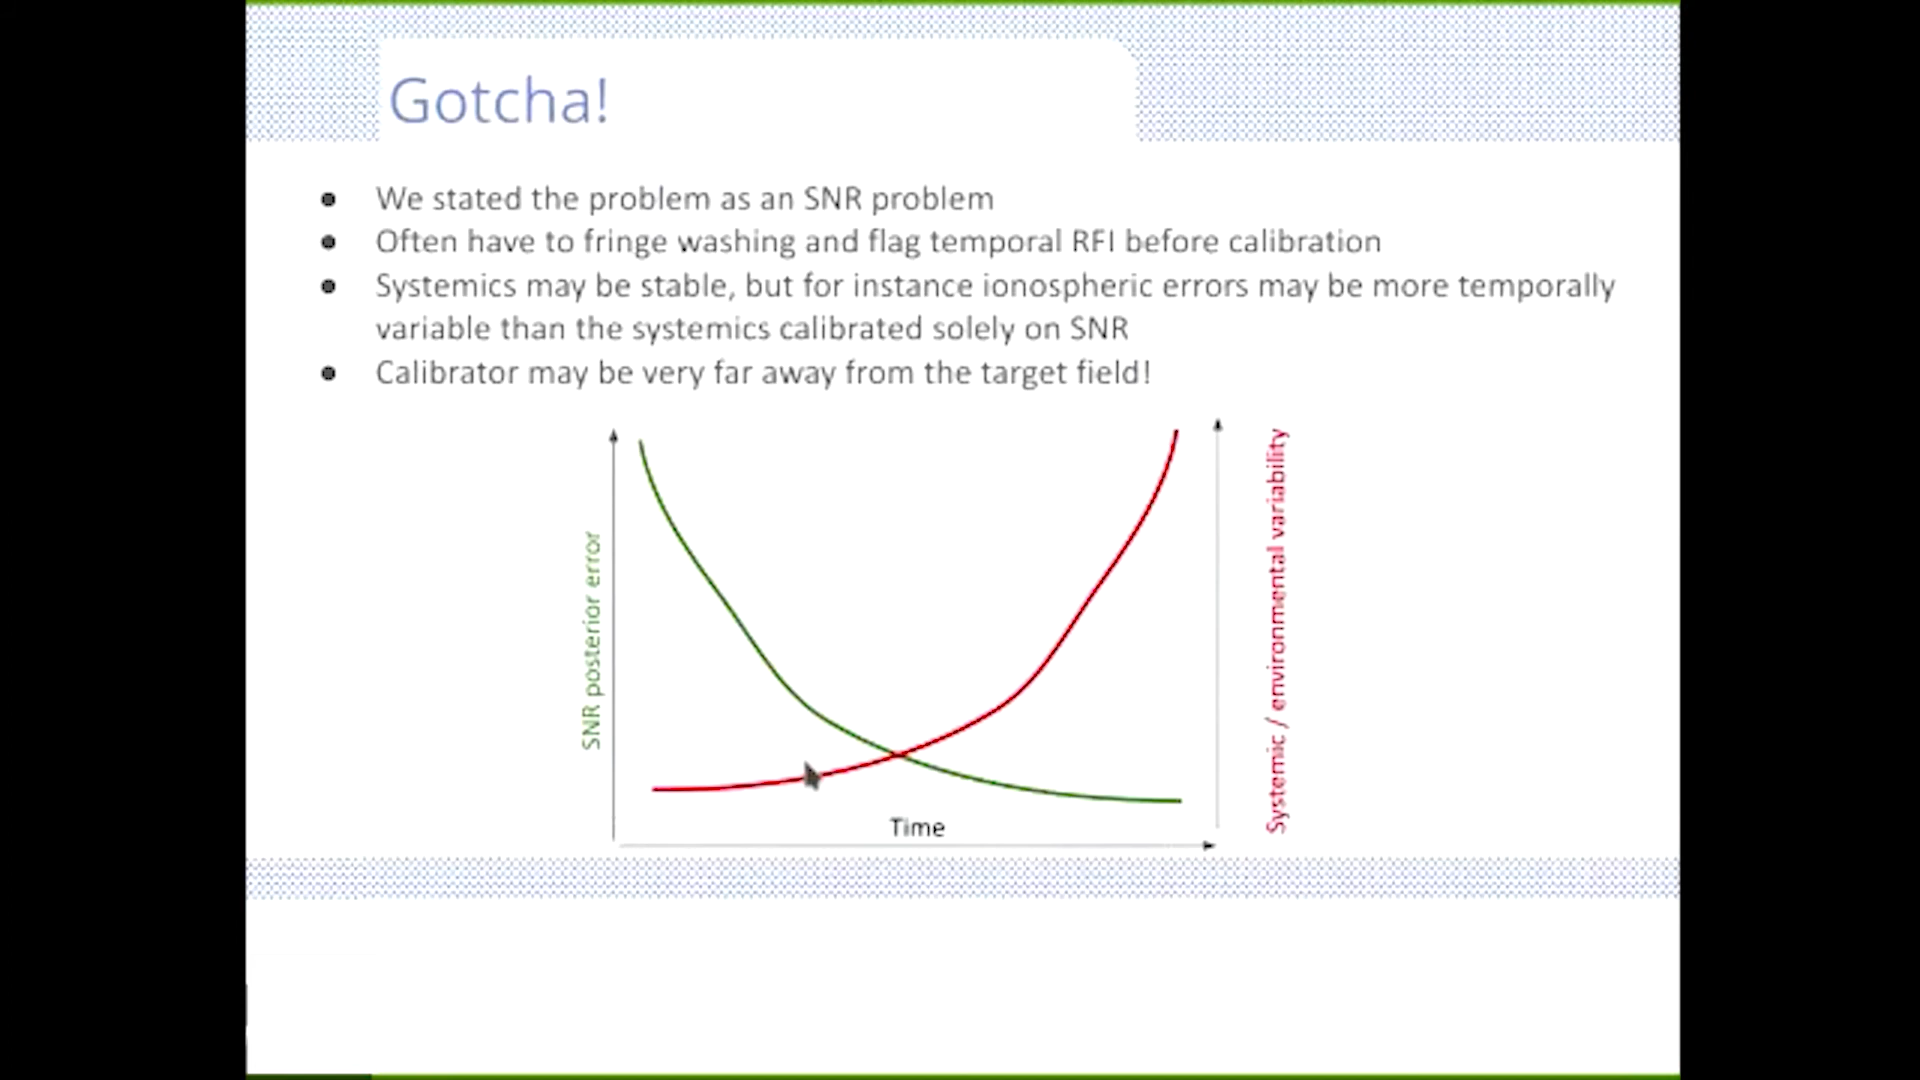 Gotcha!
● We stated the problem as an SNR problem
● Often have to fringe washing and flag temporal RFI before calibration
● Systemics may be stable, but for instance ionospheric errors may be more temporally
variable than the systemics calibrated solely on SNR
● Calibrator may be very far away from the target field!
SNR posterior error
Systemic / environmental variability
Time